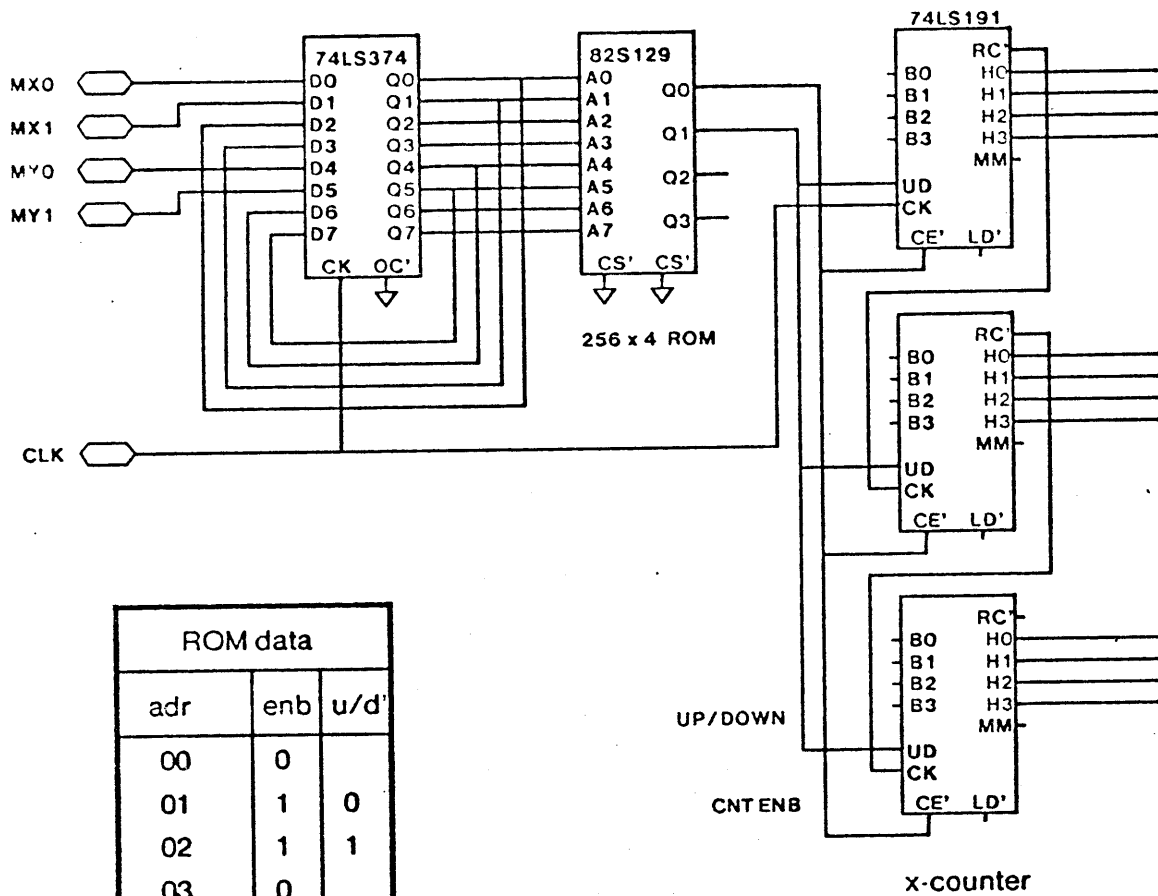 74LS191
74LS374
82S129
MX0
MX1
MY0
MY1
D0 Q0
D1 Q1
D2 Q2
D3 Q3
D4 Q4
D5 Q5
D6 Q6
D7 Q7
CK OC'
A0
A1
A2
A3
A4
A5
A6
A7
Q0
Q1
Q2
Q3
CS' CS'
256 x 4 ROM
RC'
B0 H0
B1 H1
B2 H2
B3 H3
MM
UD
CK
CE' LD'
RC'
B0 H0
B1 H1
B2 H2
B3 H3
MM
UD
CK
CE' LD'
CLK
RC'
B0 H0
B1 H1
B2 H2
B3 H3
MM
UD
CK
CE' LD'
UP/DOWN
CNT ENB
x-counter
ROM data
adr enb u/d'
00 0
01 1 0
02 1 1
03 0